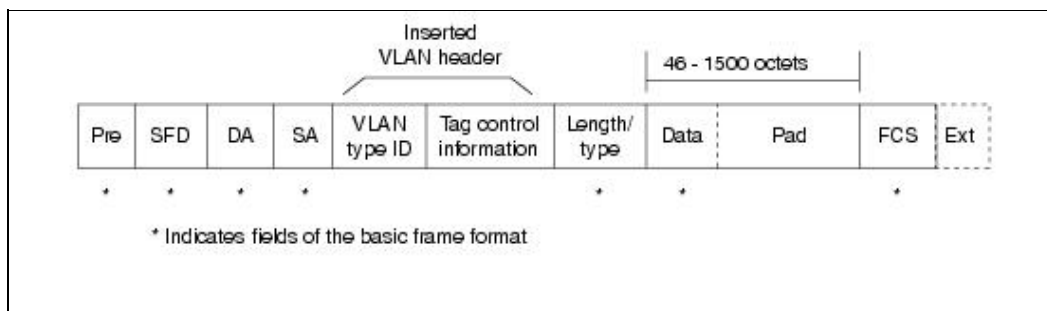 Inserted
VLAN header
46 - 1500 octets
Pre
SFD
DA
SA
VLAN
type ID
Tag control
information
Length/
type
Data
Pad
FCS
Ext
* * * * * * *
* Indicates fields of the basic frame format